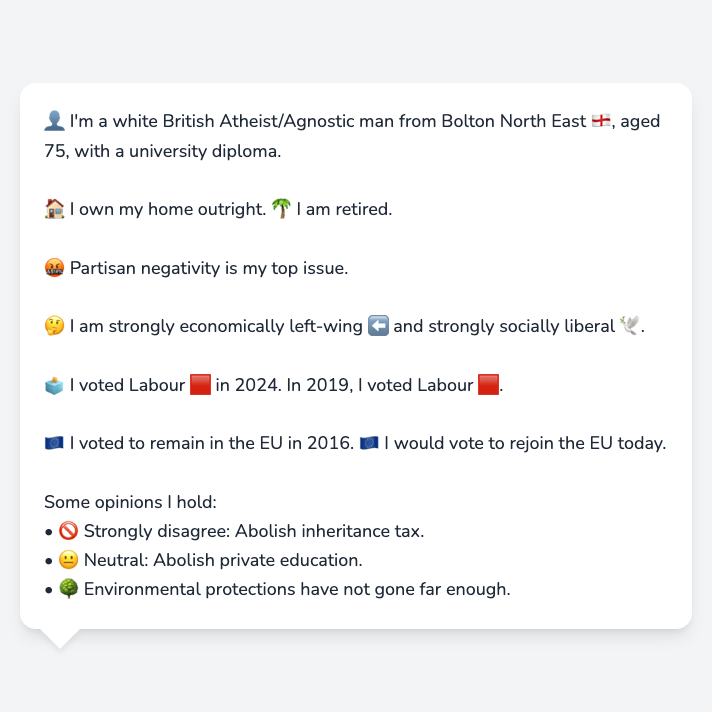 👤 I'm a white British Atheist/Agnostic man from Bolton North East 🏴󠁧󠁢󠁥󠁮󠁧󠁿, aged
75, with a university diploma.
🏠 I own my home outright. 🌴 I am retired.
🤬 Partisan negativity is my top issue.
🤔 I am strongly economically left-wing ⬅️ and strongly socially liberal 🕊️.
🗳️ I voted Labour 🟥 in 2024. In 2019, I voted Labour 🟥.
🇪🇺 I voted to remain in the EU in 2016. 🇪🇺 I would vote to rejoin the EU today.
Some opinions I hold:
• 🚫 Strongly disagree: Abolish inheritance tax.
• 😐 Neutral: Abolish private education.
• 🌳 Environmental protections have not gone far enough.